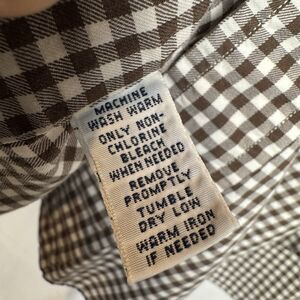 MACHINE
WASH WARM
ONLY NON-
CHLORINE
BLEACH
WHEN NEEDED
REMOVE
PROMPTLY
TUMBLE
DRY LOW
WARM IRON
IF NEEDED